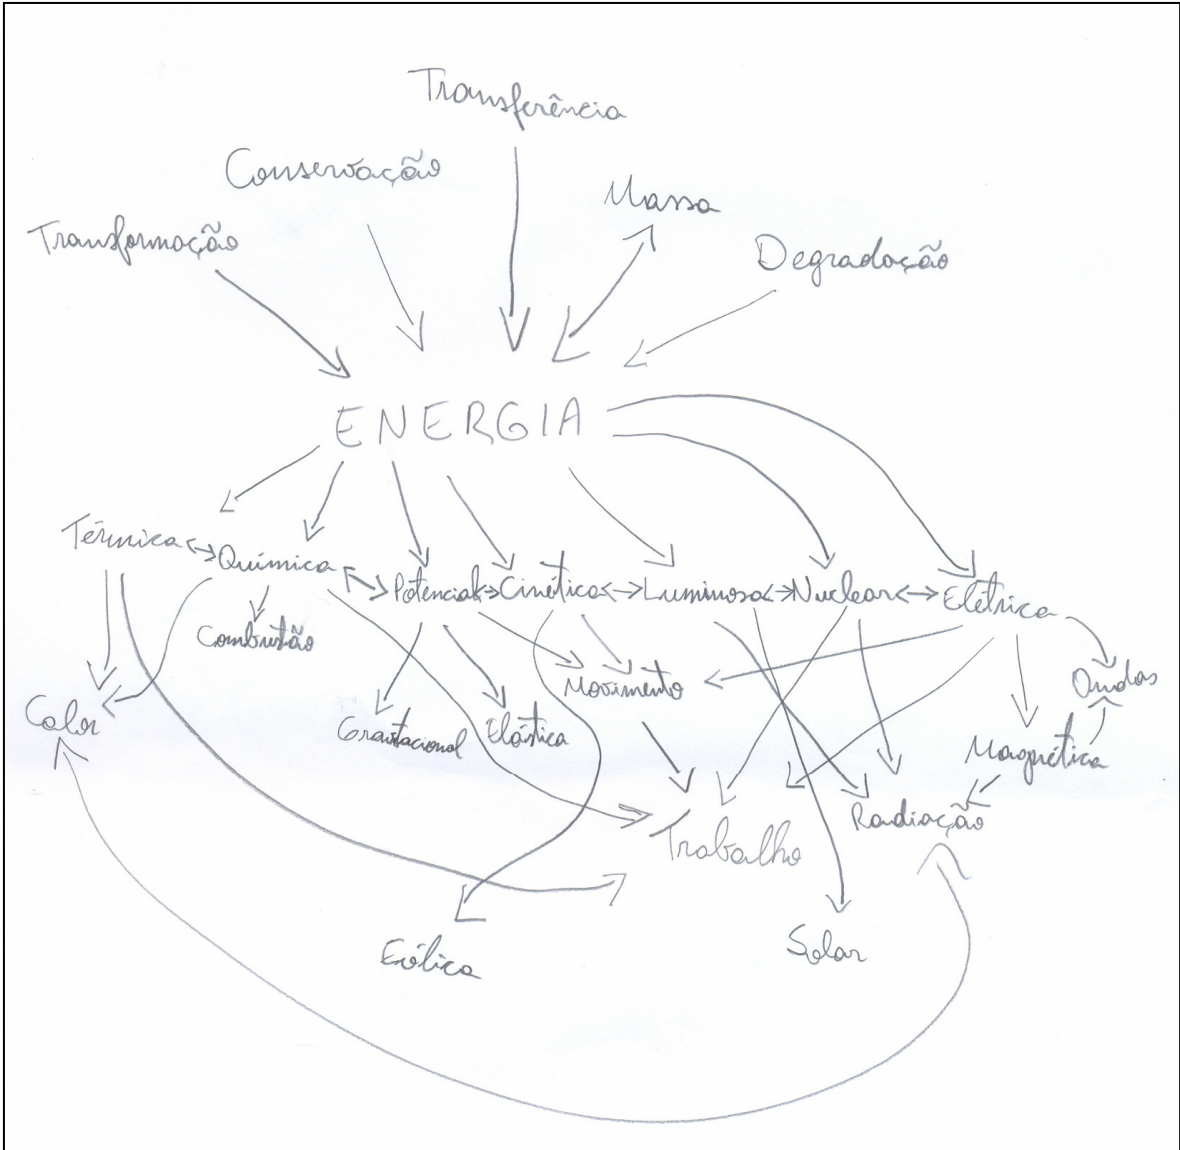 Transferência
Conservação
Massa
Transformação
Degradação
ENERGIA
Térmica
Química
Potencial
Cinética
Luminosa
Nuclear
Elétrica
Combustão
Movimento
Ondas
Calor
Gravitacional
Elástica
Magnética
Radiação
Trabalho
Eólica
Solar